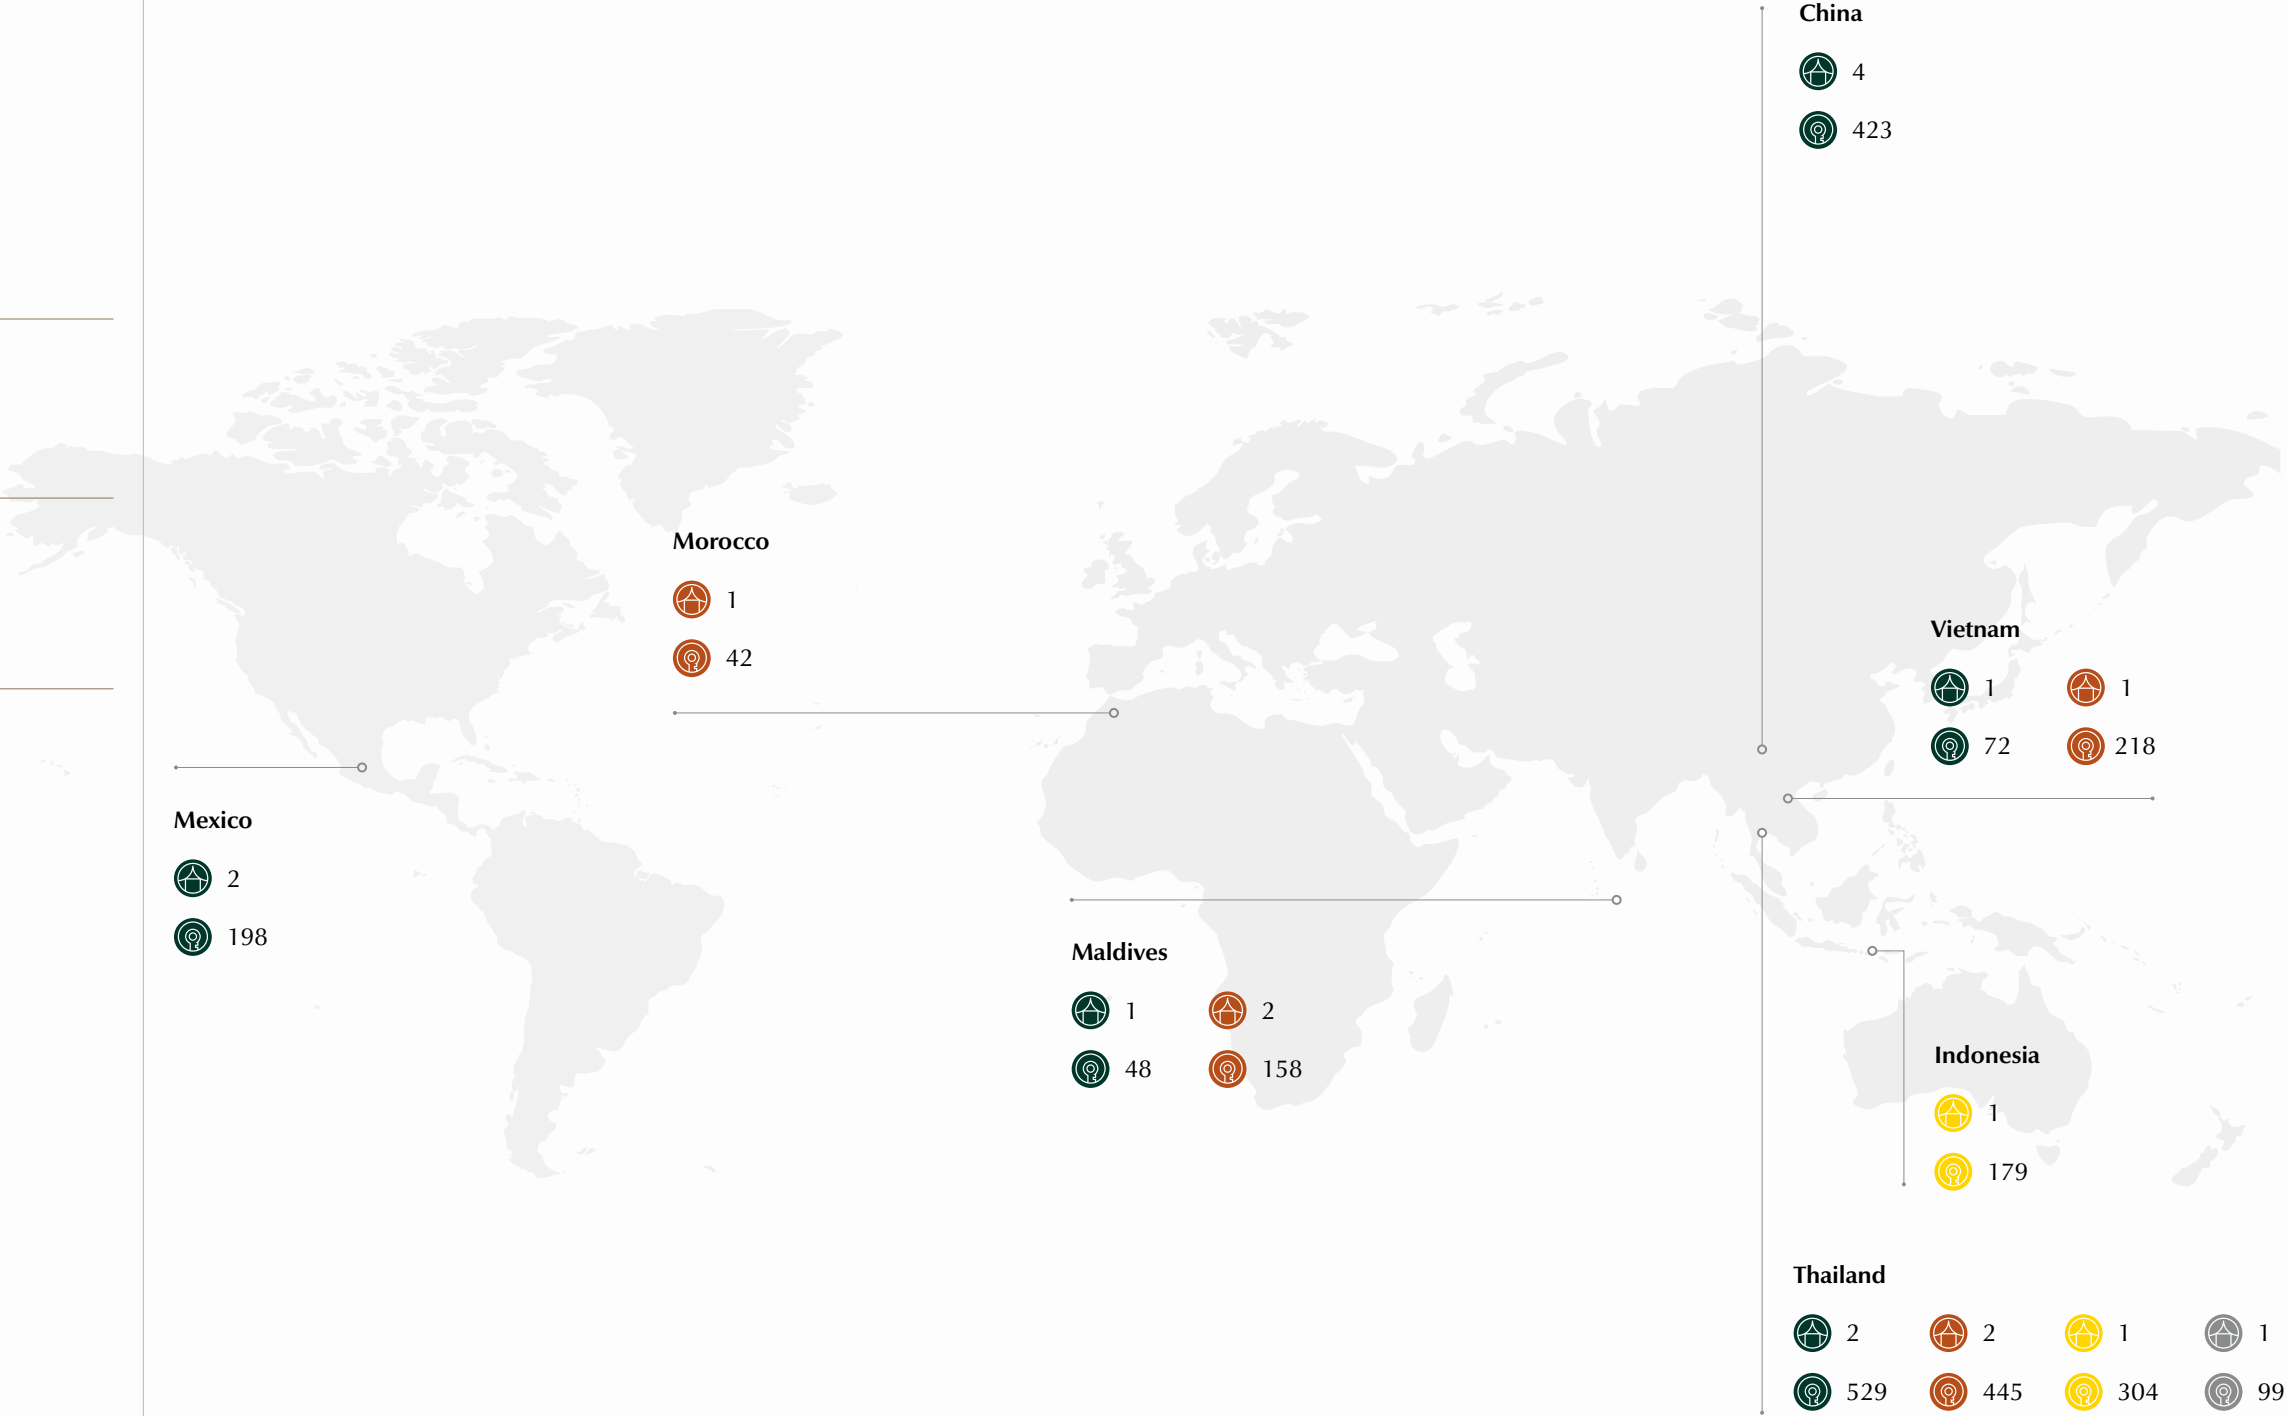 China
4
423
Morocco
1
42
Vietnam
1 1
72 218
Mexico
2
198
Maldives
1 2
48 158
Indonesia
1
179
Thailand
2 2 1 1
529 445 304 99